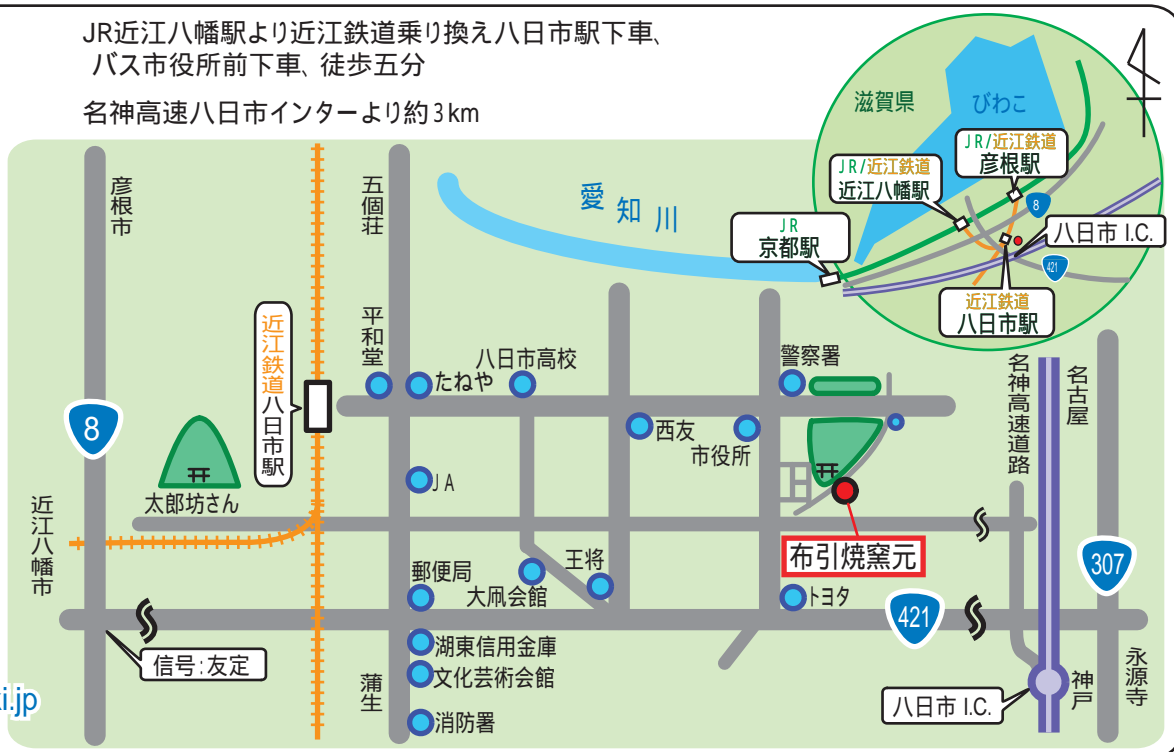 JR近江八幡駅より近江鉄道乗り換え八日市駅下車、
バス市役所前下車、徒歩五分
名神高速八日市インターより約3km
滋賀県
びわこ
JR/近江鉄道
彦根駅
JR/近江鉄道
近江八幡駅
8
JR
京都駅
八日市 I.C.
421
近江鉄道
八日市駅
彦根市
五個荘
愛知川
平和堂
近江鉄道八日市駅
たねや
八日市高校
警察署
名神高速道路
名古屋
8
西友
市役所
太郎坊さん
JA
近江八幡市
布引焼窯元
307
郵便局
大凧会館
王将
トヨタ
421
湖東信用金庫
信号:友定
文化芸術会館
蒲生
消防署
八日市 I.C.
神戸
永源寺
ki.jp